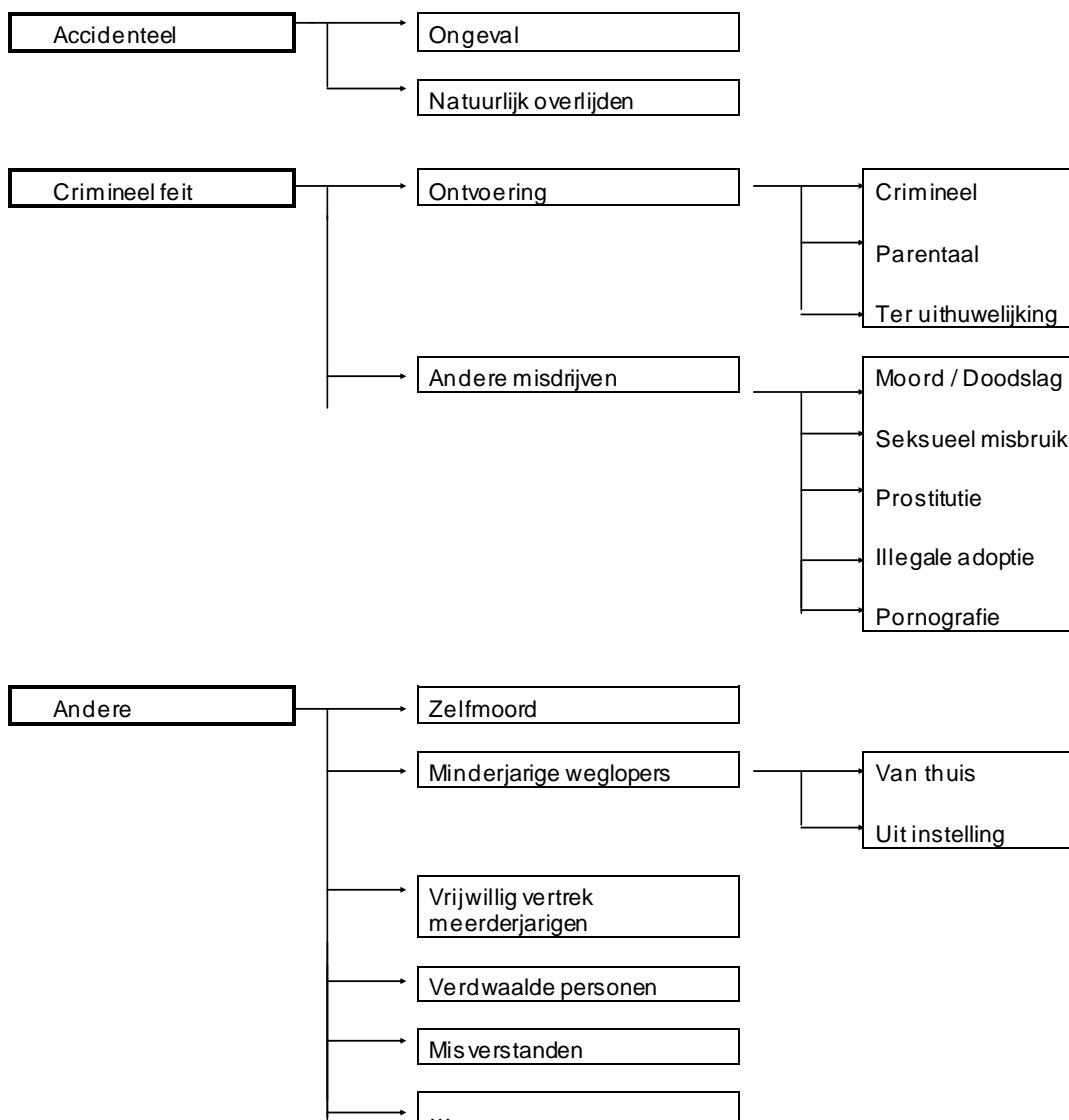 Accidenteel
Ongeval
Natuurlijk overlijden
Crimineel feit
Ontvoering
Crimineel
Parentaal
Ter uithuwelijking
Andere misdrijven
Moord / Doodslag
Seksueel misbruik
Prostitutie
Illegale adoptie
Pornografie
Andere
Zelfmoord
Minderjarige weglopers
Van thuis
Uit instelling
Vrijwillig vertrek
meerderjarigen
Verdwaalde personen
Misverstanden
...